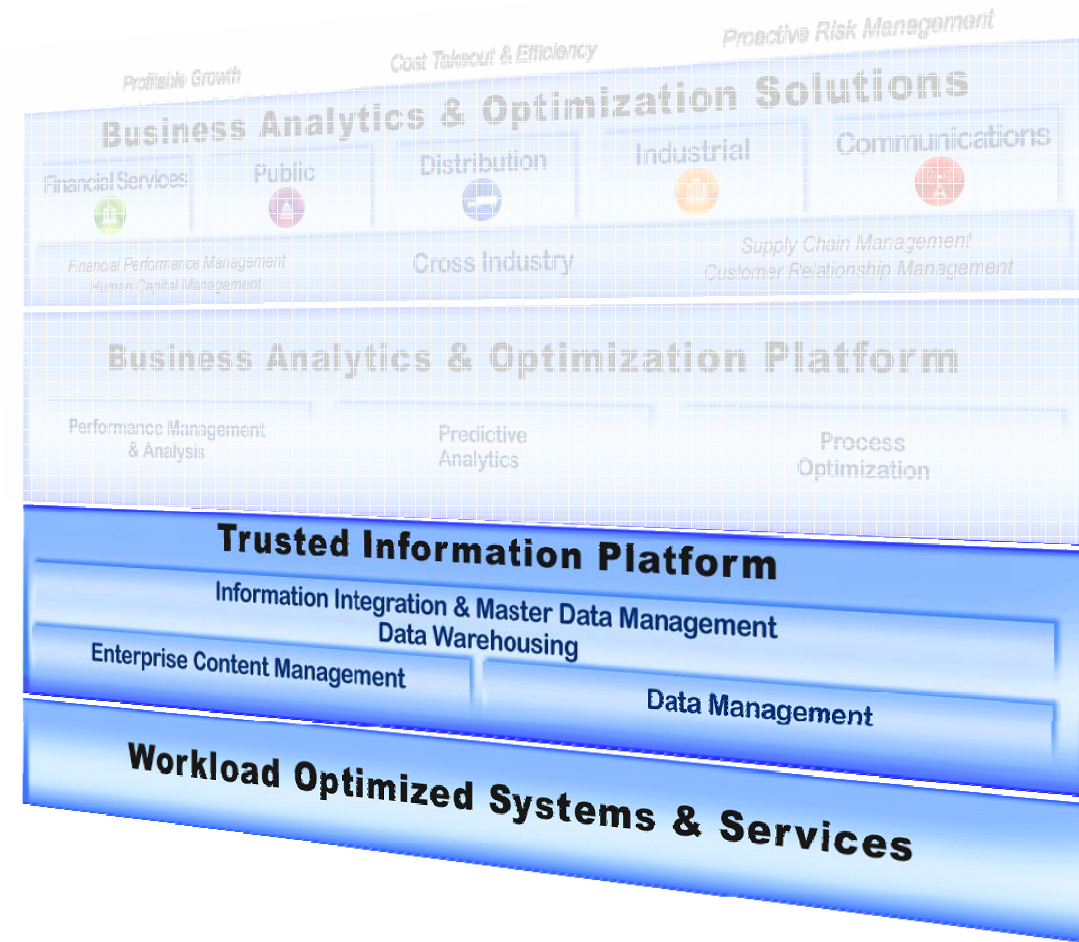 Profitable Growth
Cost Takeout & Efficiency
Proactive Risk Management
Business Analytics & Optimization Solutions
Financial Services
Public
Distribution
Industrial
Communications
Financial Performance Management
Human Capital Management
Cross Industry
Supply Chain Management
Customer Relationship Management
Business Analytics & Optimization Platform
Performance Management
& Analysis
Predictive
Analytics
Process
Optimization
Trusted Information Platform
Information Integration & Master Data Management
Data Warehousing
Enterprise Content Management
Data Management
Workload Optimized Systems & Services